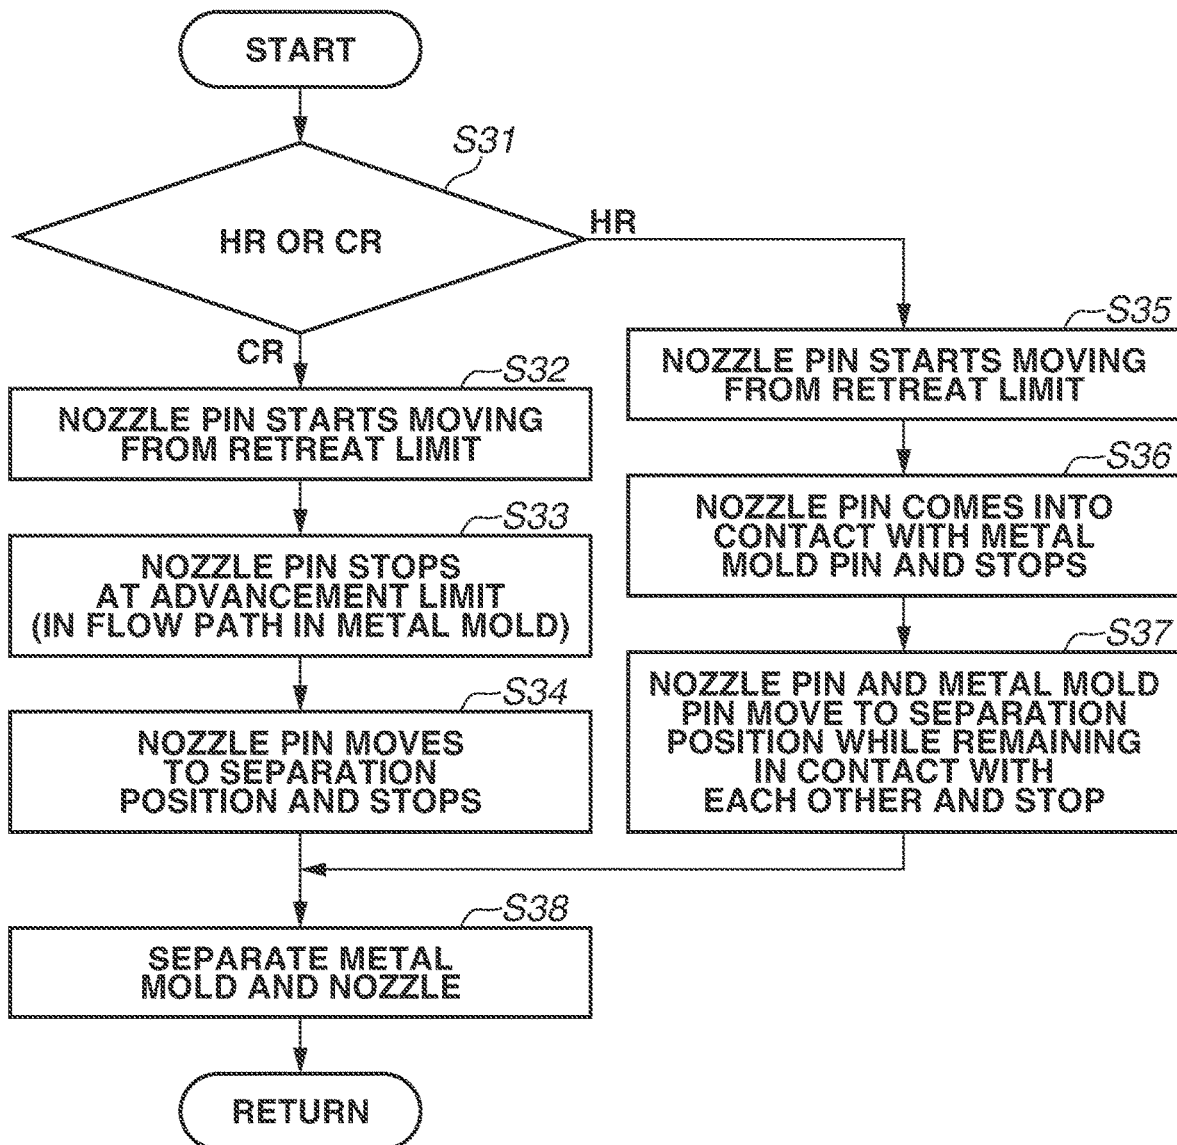 START
S31
HR OR CR
HR
CR
S32
NOZZLE PIN STARTS MOVING
FROM RETREAT LIMIT
S33
NOZZLE PIN STOPS
AT ADVANCEMENT LIMIT
(IN FLOW PATH IN METAL MOLD)
S34
NOZZLE PIN MOVES
TO SEPARATION
POSITION AND STOPS
S35
NOZZLE PIN STARTS MOVING
FROM RETREAT LIMIT
S36
NOZZLE PIN COMES INTO
CONTACT WITH METAL
MOLD PIN AND STOPS
S37
NOZZLE PIN AND METAL MOLD
PIN MOVE TO SEPARATION
POSITION WHILE REMAINING
IN CONTACT WITH
EACH OTHER AND STOP
S38
SEPARATE METAL
MOLD AND NOZZLE
RETURN